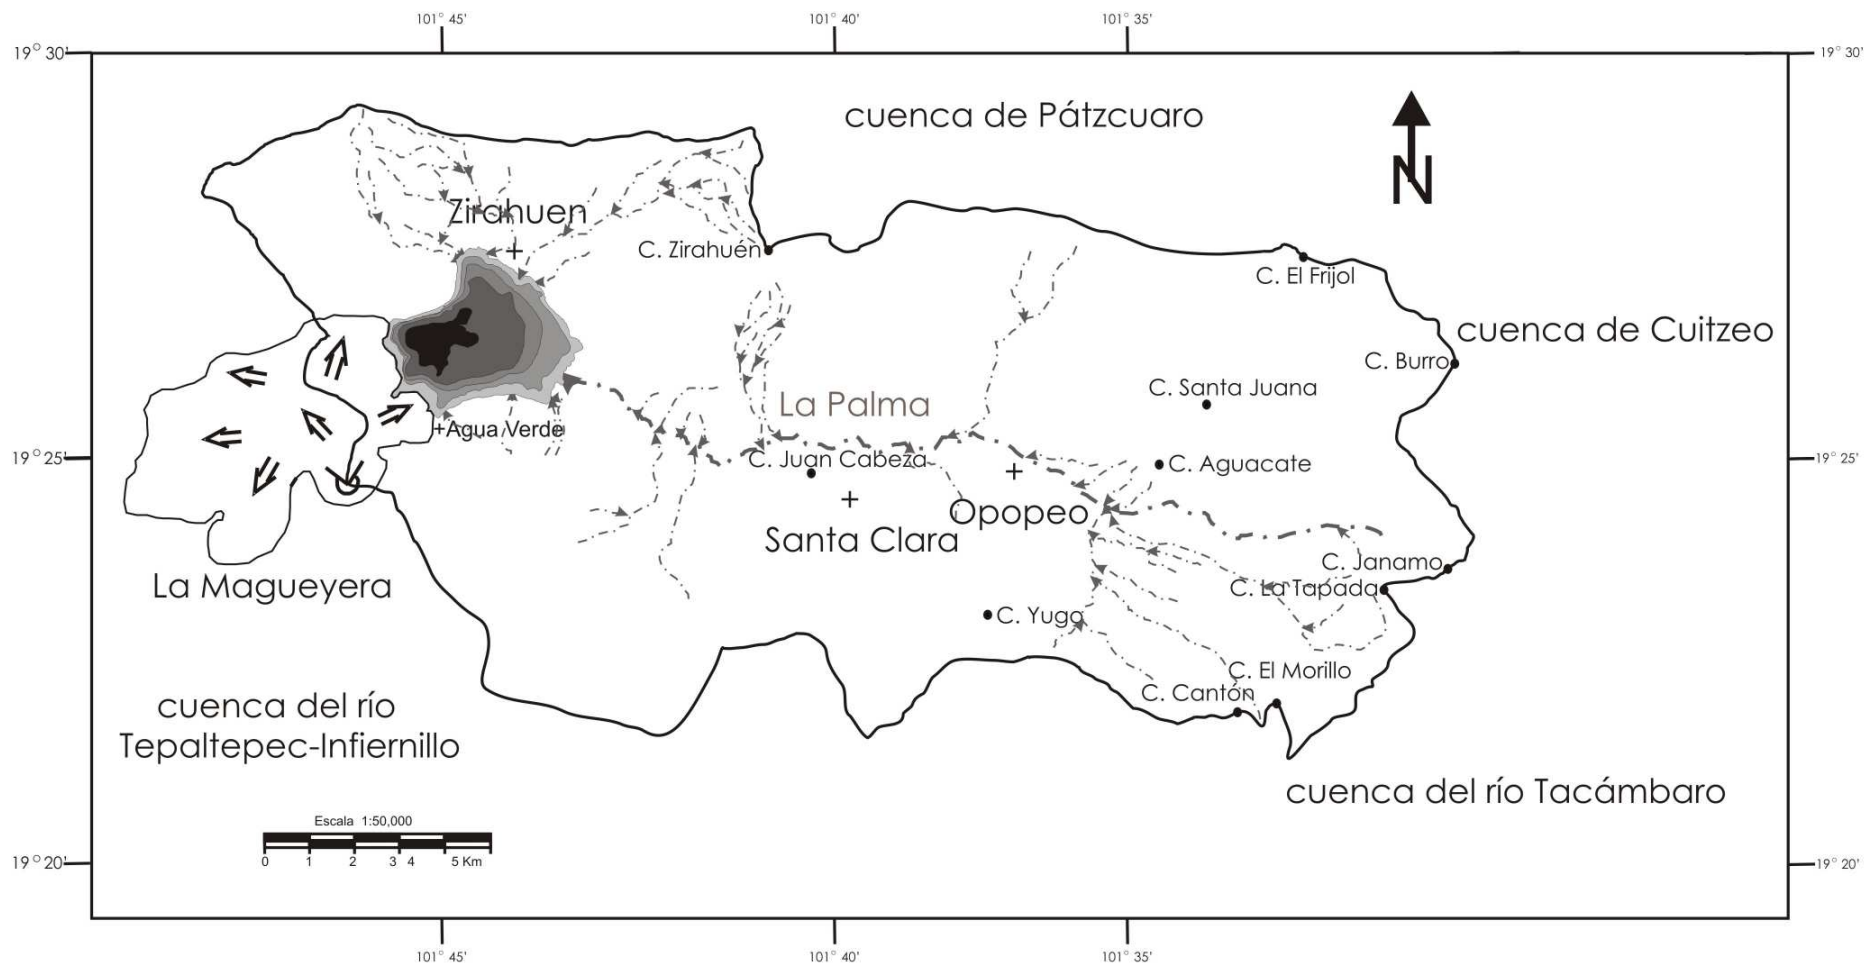 101° 45'
101° 40'
101° 35'
19° 30'
19° 30'
cuenca de Pátzcuaro
N
Zirahuen
C. Zirahuén
C. El Frijol
cuenca de Cuitzeo
C. Burro
C. Santa Juana
La Palma
Agua Verde
19° 25'
C. Juan Cabeza
C. Aguacate
19° 25'
Opopeo
Santa Clara
C. Janamo
La Magueyera
C. La Tapada
C. Yugo
C. El Morillo
C. Cantón
cuenca del río
Tepaltepec-Infiernillo
cuenca del río Tacámbaro
Escala 1:50,000
0 1 2 3 4 5 Km
19° 20'
19° 20'
101° 45'
101° 40'
101° 35'